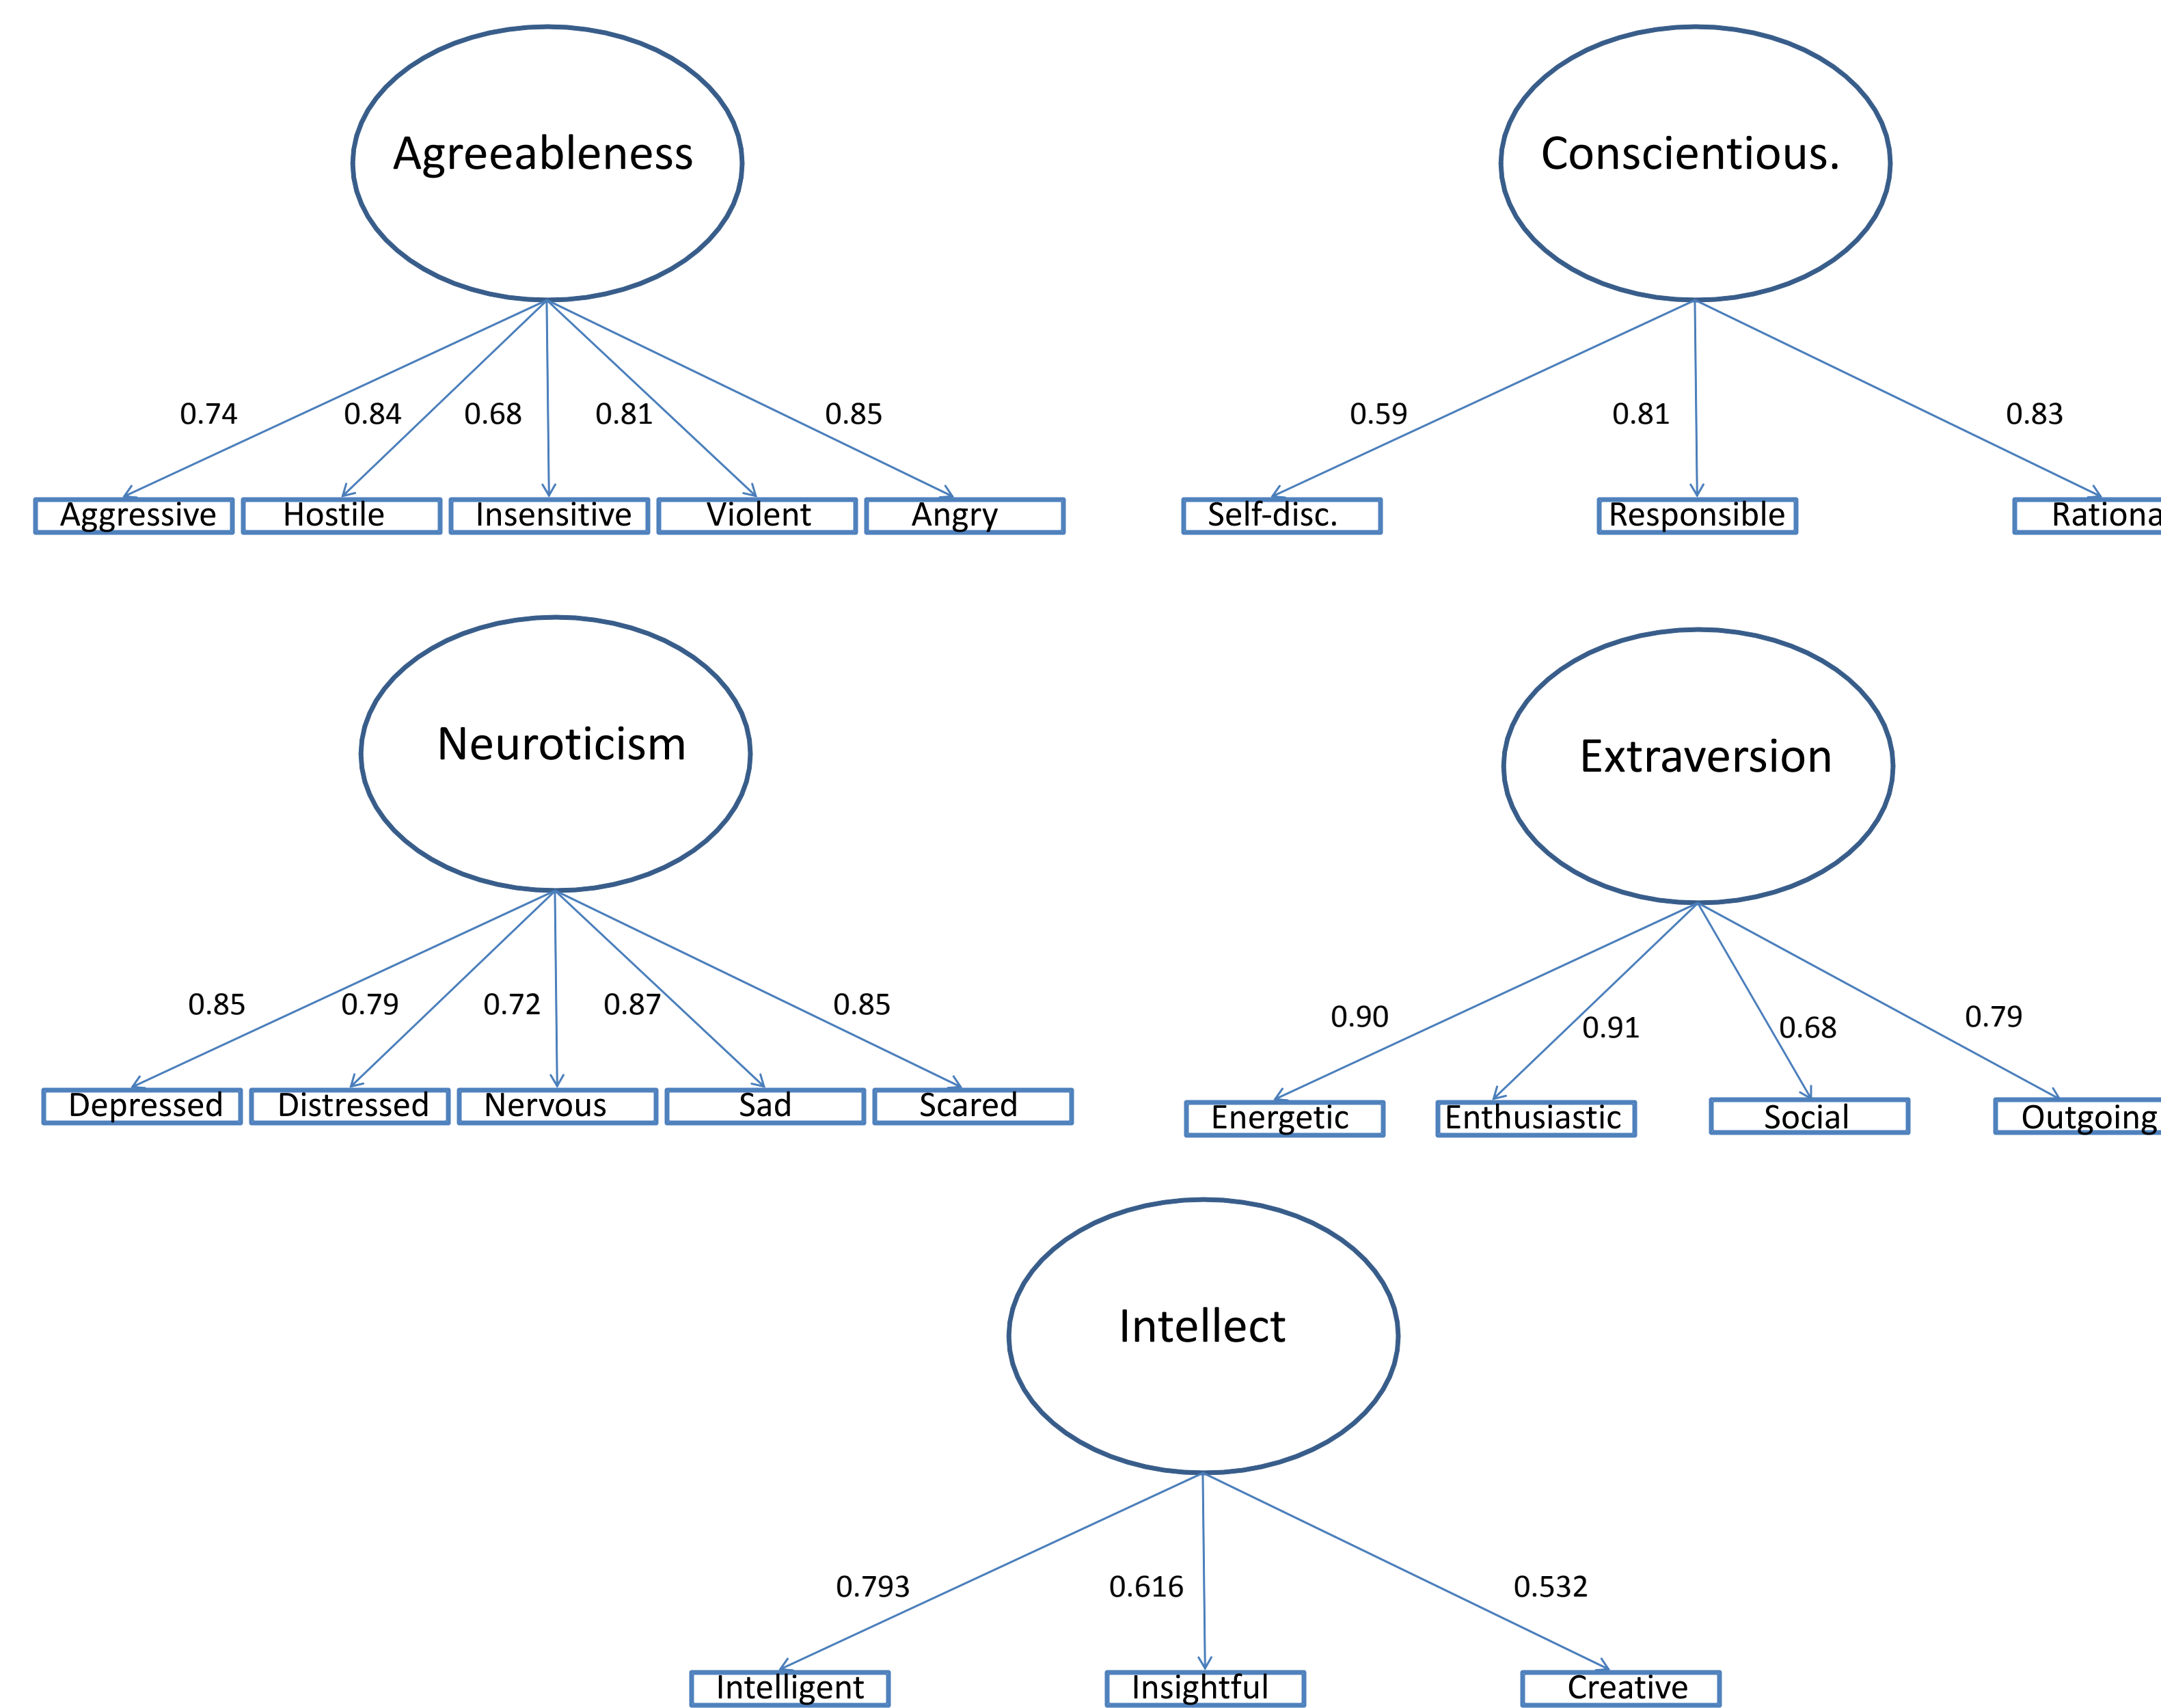 Agreeableness
Conscientious.
0.74 0.84 0.68 0.81 0.85
0.59 0.81 0.83
Aggressive Hostile Insensitive Violent Angry
Self-disc. Responsible Rationa
Neuroticism
Extraversion
0.85 0.79 0.72 0.87 0.85
0.90 0.91 0.68 0.79
Depressed Distressed Nervous Sad Scared
Energetic Enthusiastic Social Outgoing
Intellect
0.793 0.616 0.532
Intelligent Insightful Creative